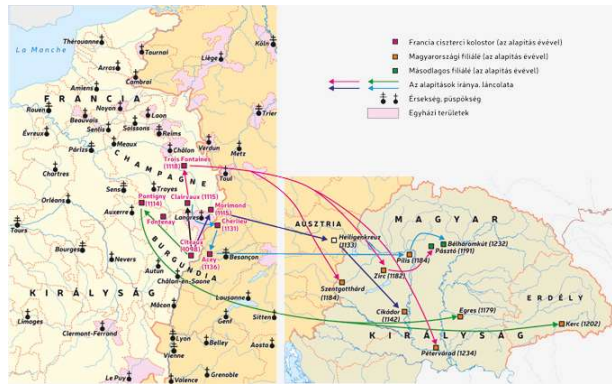 La Manche
Thérouanne
Tournai
Arras
Cambrai
Amiens
Liège
Köln
FRANCIA
Rouen
Noyon
Laon
Beauvais
Senlis
Soissons
Reims
Trier
Évreux
Meaux
Châlon
Verdun
Metz
Párizs
CHAMPAGNE
Trois Fontaines
(1118)
Toul
Chartres
Sens
Troyes
Pontigny
(1114)
Clairvaux (1115)
Morimond
(1115)
Auxerre
Langres
Cherlieu
(1131)
Fontenay
Tours
Bourges
Citeaux
(1098)
Acey
(1136)
Besançon
BURGUNDIA
Nevers
Autun
Châlon-en-Saone
KIRÁLYSÁG
Lausanne
Mâcon
Limoges
Genf
Sitten
Clermont-Ferrand
Lyon
Belley
Aosta
Vienne
Le Puy
Valence
Grenoble
Francia ciszterci kolostor (az alapítás évével)
Magyarországi filiálé (az alapítás évével)
Másodlagos filiálé (az alapítás évével)
Az alapítások iránya, láncolata
Érsekség, püspökség
Egyházi területek
AUSZTRIA
MAGYAR
Heiligenkreuz
(1133)
Bélháromkút (1232)
Pásztó
(1191)
Pilis (1184)
Zirc (1182)
Szentgotthárd
(1184)
ERDÉLY
Cikádor
(1142)
Egres (1179)
Kerc (1202)
KIRÁLYSÁG
Pétervárad (1234)